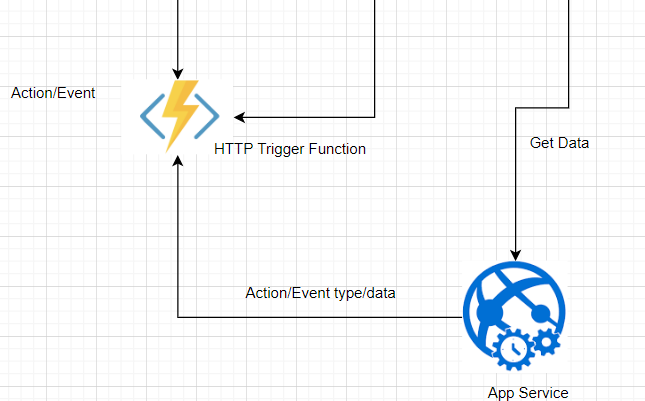 Action/Event
HTTP Trigger Function
Get Data
Action/Event type/data
App Service